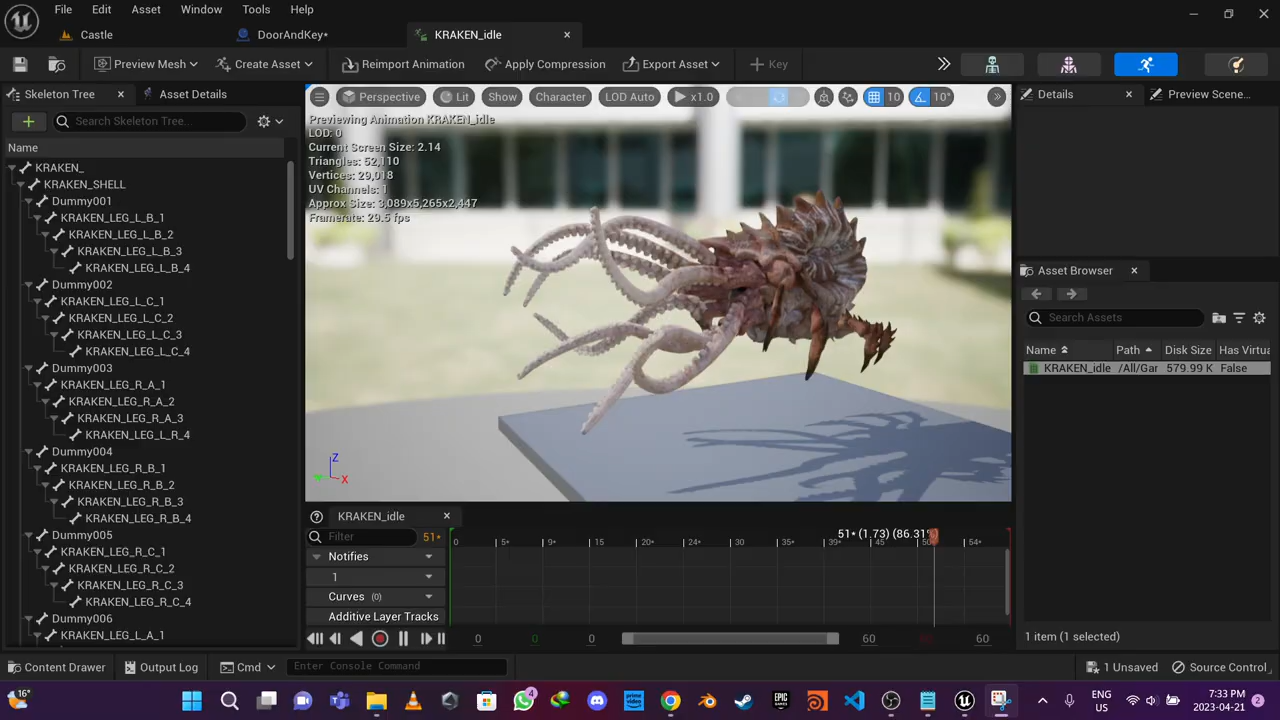 File Edit Asset Window Tools Help
Castle DoorAndKey* KRAKEN_idle
Preview Mesh Create Asset Reimport Animation Apply Compression Export Asset Key
Skeleton Tree Asset Details
Search Skeleton Tree...
Name
KRAKEN_
KRAKEN_SHELL
Dummy001
KRAKEN_LEG_L_B_1
KRAKEN_LEG_L_B_2
KRAKEN_LEG_L_B_3
KRAKEN_LEG_L_B_4
Dummy002
KRAKEN_LEG_L_C_1
KRAKEN_LEG_L_C_2
KRAKEN_LEG_L_C_3
KRAKEN_LEG_L_C_4
Dummy003
KRAKEN_LEG_R_A_1
KRAKEN_LEG_R_A_2
KRAKEN_LEG_R_A_3
KRAKEN_LEG_L_R_4
Dummy004
KRAKEN_LEG_R_B_1
KRAKEN_LEG_R_B_2
KRAKEN_LEG_R_B_3
KRAKEN_LEG_R_B_4
Dummy005
KRAKEN_LEG_R_C_1
KRAKEN_LEG_R_C_2
KRAKEN_LEG_R_C_3
KRAKEN_LEG_R_C_4
Dummy006
KRAKEN_LEG_L_A_1
Perspective Lit Show Character LOD Auto x1.0 10 10°
Previewing Animation KRAKEN_idle
LOD: 0
Current Screen Size: 2.14
Triangles: 52,110
Vertices: 29,018
UV Channels: 1
Approx Size: 3,089x5,265x2,447
Framerate: 29.5 fps
Z
X
KRAKEN_idle
Filter 51*
51* (1.73) (86.31%)
0 5* 9* 15 20* 24* 30 35* 39* 45 50* 54*
Notifies
1
Curves (0)
Additive Layer Tracks
0 0 0 60 60
Details Preview Scene...
Asset Browser
Search Assets
Name Path Disk Size Has Virtua
KRAKEN_idle /All/Gar 579.99 K False
1 item (1 selected)
Content Drawer Output Log Cmd Enter Console Command 1 Unsaved Source Control
16° 4 ENG US 7:33 PM 2023-04-21 2